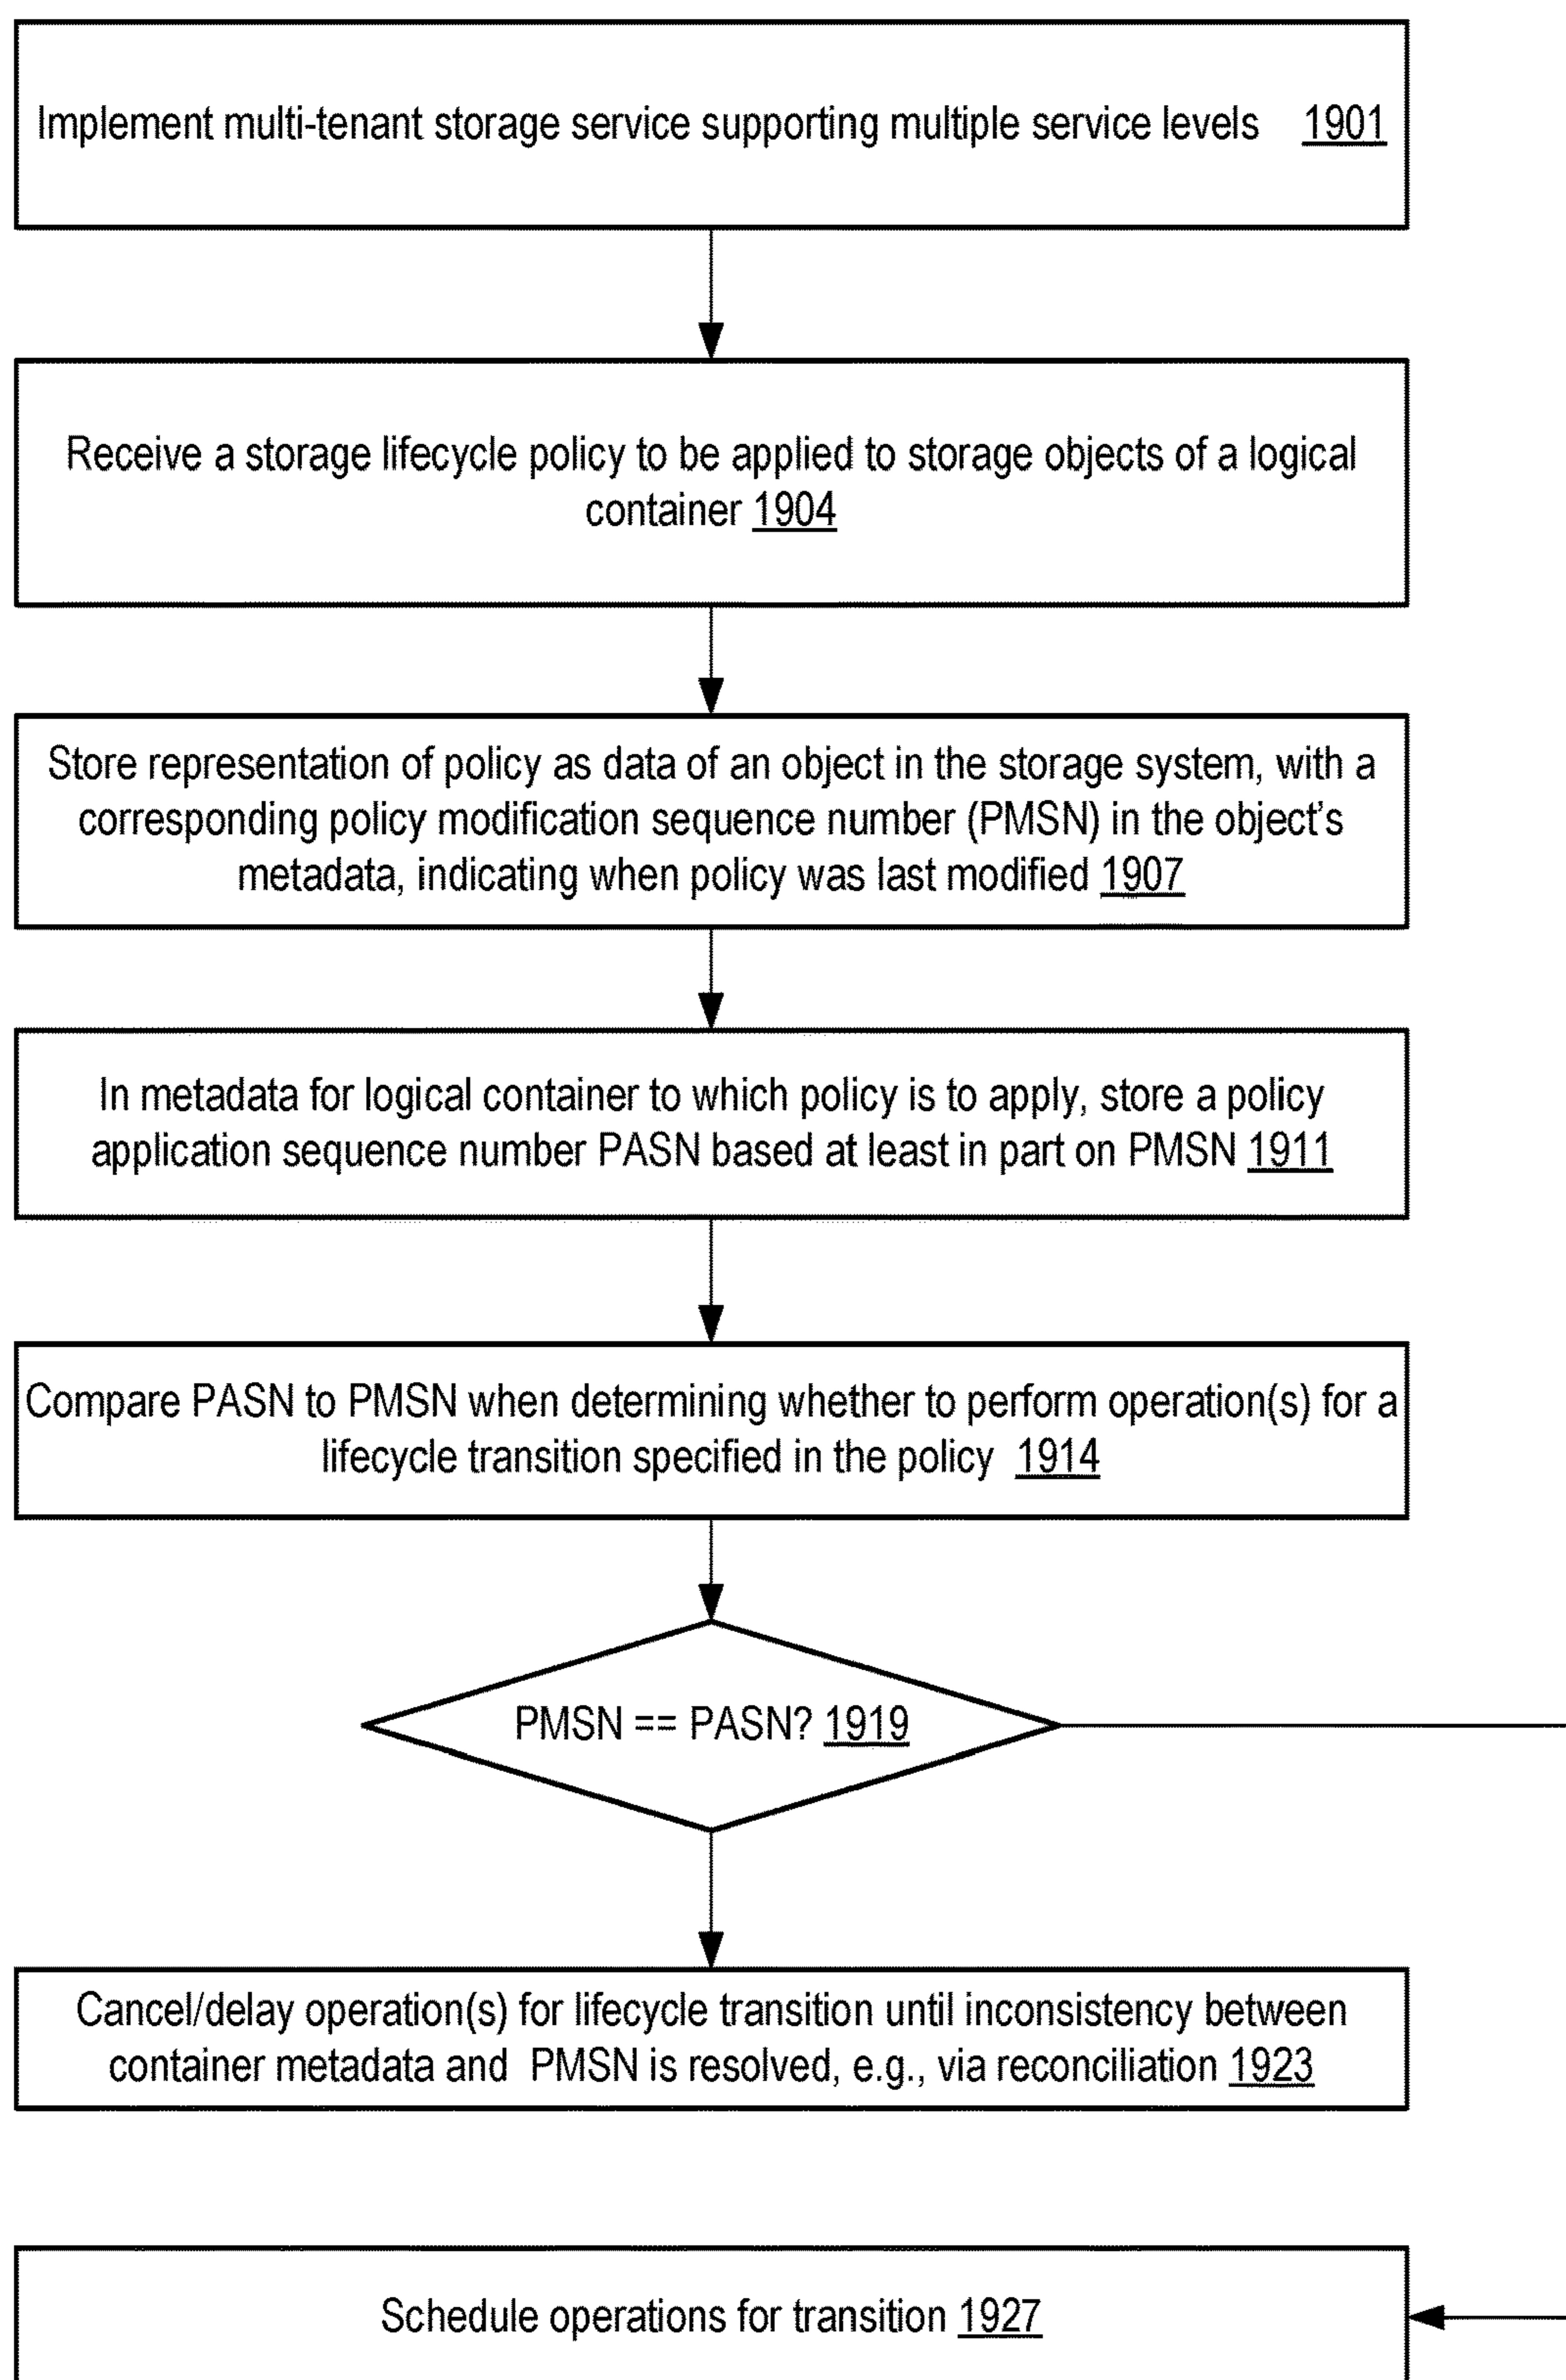 Implement multi-tenant storage service supporting multiple service levels 1901
Receive a storage lifecycle policy to be applied to storage objects of a logical
container 1904
Store representation of policy as data of an object in the storage system, with a
corresponding policy modification sequence number (PMSN) in the object's
metadata, indicating when policy was last modified 1907
In metadata for logical container to which policy is to apply, store a policy
application sequence number PASN based at least in part on PMSN 1911
Compare PASN to PMSN when determining whether to perform operation(s) for a
lifecycle transition specified in the policy 1914
PMSN == PASN? 1919
Cancel/delay operation(s) for lifecycle transition until inconsistency between
container metadata and PMSN is resolved, e.g., via reconciliation 1923
Schedule operations for transition 1927